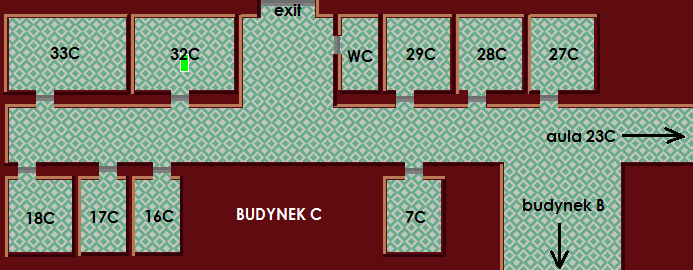 exit
33C
32C
WC
29C
28C
27C
aula 23C
18C
17C
16C
BUDYNEK C
7C
budynek B